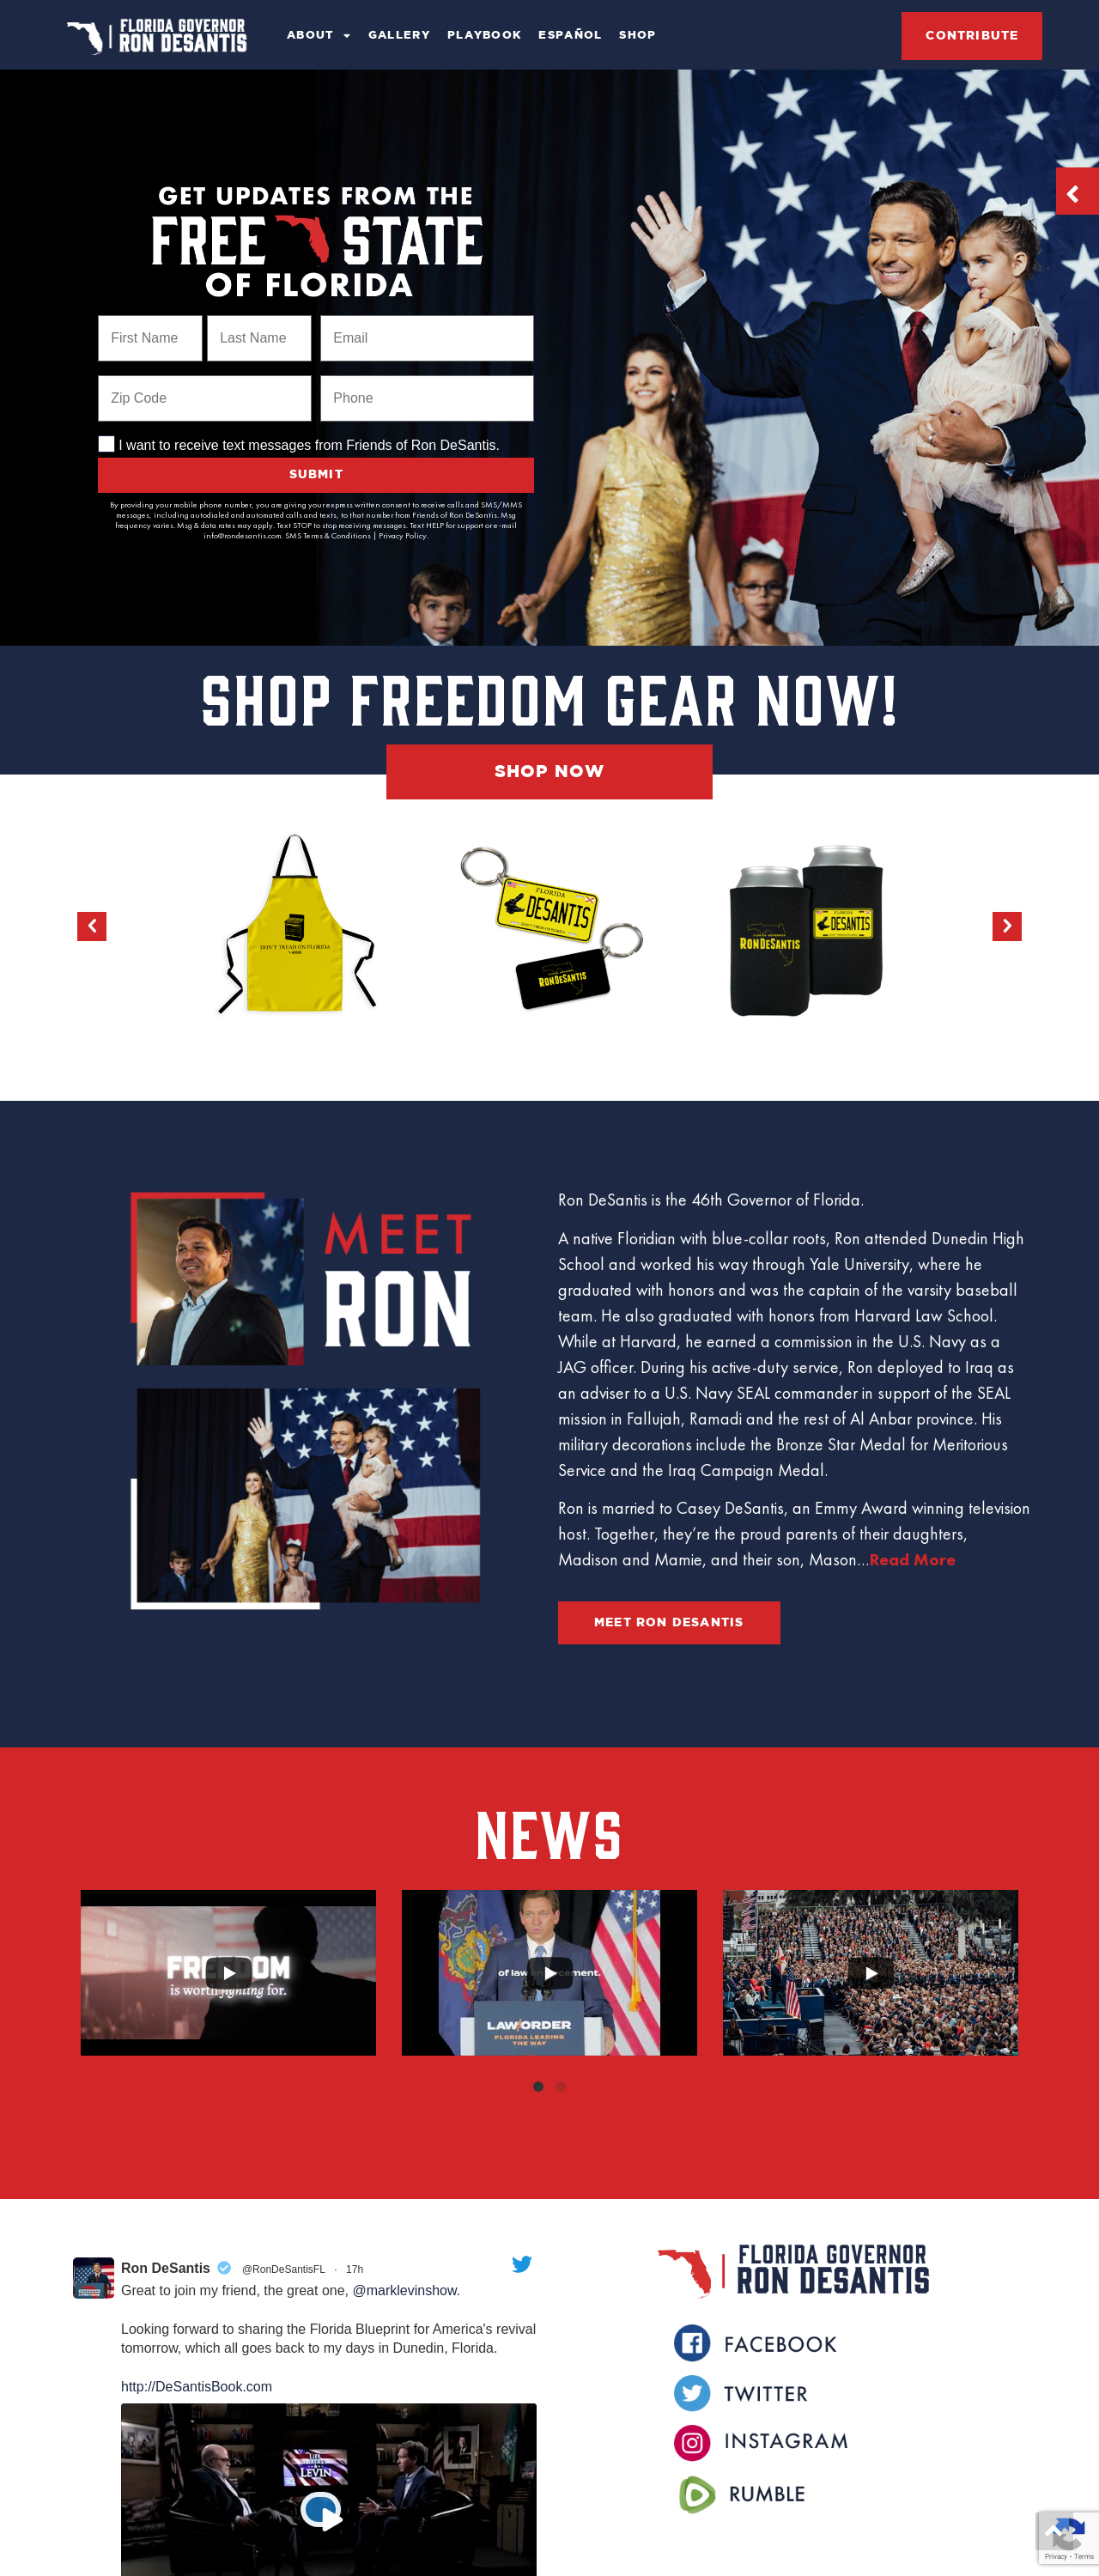 FLORIDA GOVERNOR
RON DESANTIS
ABOUT GALLERY PLAYBOOK ESPAÑOL SHOP
CONTRIBUTE
GET UPDATES FROM THE
FREE STATE
OF FLORIDA
First Name Last Name Email
Zip Code Phone
I want to receive text messages from Friends of Ron DeSantis.
SUBMIT
By providing your mobile phone number, you are giving your express written consent to receive calls and SMS/MMS
messages, including autodialed and automated calls and texts, to that number from Friends of Ron DeSantis. Msg
frequency varies. Msg & data rates may apply. Text STOP to stop receiving messages. Text HELP for support or e-mail
info@rondesantis.com. SMS Terms & Conditions | Privacy Policy.
SHOP FREEDOM GEAR NOW!
SHOP NOW
DON'T TREAD ON FLORIDA
FLORIDA
DESANTIS
RONDESANTIS
RONDESANTIS
FLORIDA
DESANTIS
MEET
RON
Ron DeSantis is the 46th Governor of Florida.
A native Floridian with blue-collar roots, Ron attended Dunedin High
School and worked his way through Yale University, where he
graduated with honors and was the captain of the varsity baseball
team. He also graduated with honors from Harvard Law School.
While at Harvard, he earned a commission in the U.S. Navy as a
JAG officer. During his active-duty service, Ron deployed to Iraq as
an adviser to a U.S. Navy SEAL commander in support of the SEAL
mission in Fallujah, Ramadi and the rest of Al Anbar province. His
military decorations include the Bronze Star Medal for Meritorious
Service and the Iraq Campaign Medal.
Ron is married to Casey DeSantis, an Emmy Award winning television
host. Together, they’re the proud parents of their daughters,
Madison and Mamie, and their son, Mason...Read More
MEET RON DESANTIS
NEWS
FREEDOM
is worth fighting for.
of law enforcement.
LAW & ORDER
FLORIDA LEADING
THE WAY
Ron DeSantis @RonDeSantisFL · 17h
Great to join my friend, the great one, @marklevinshow.
Looking forward to sharing the Florida Blueprint for America's revival
tomorrow, which all goes back to my days in Dunedin, Florida.
http://DeSantisBook.com
LEVIN
FLORIDA GOVERNOR
RON DESANTIS
FACEBOOK
TWITTER
INSTAGRAM
RUMBLE
Privacy - Terms